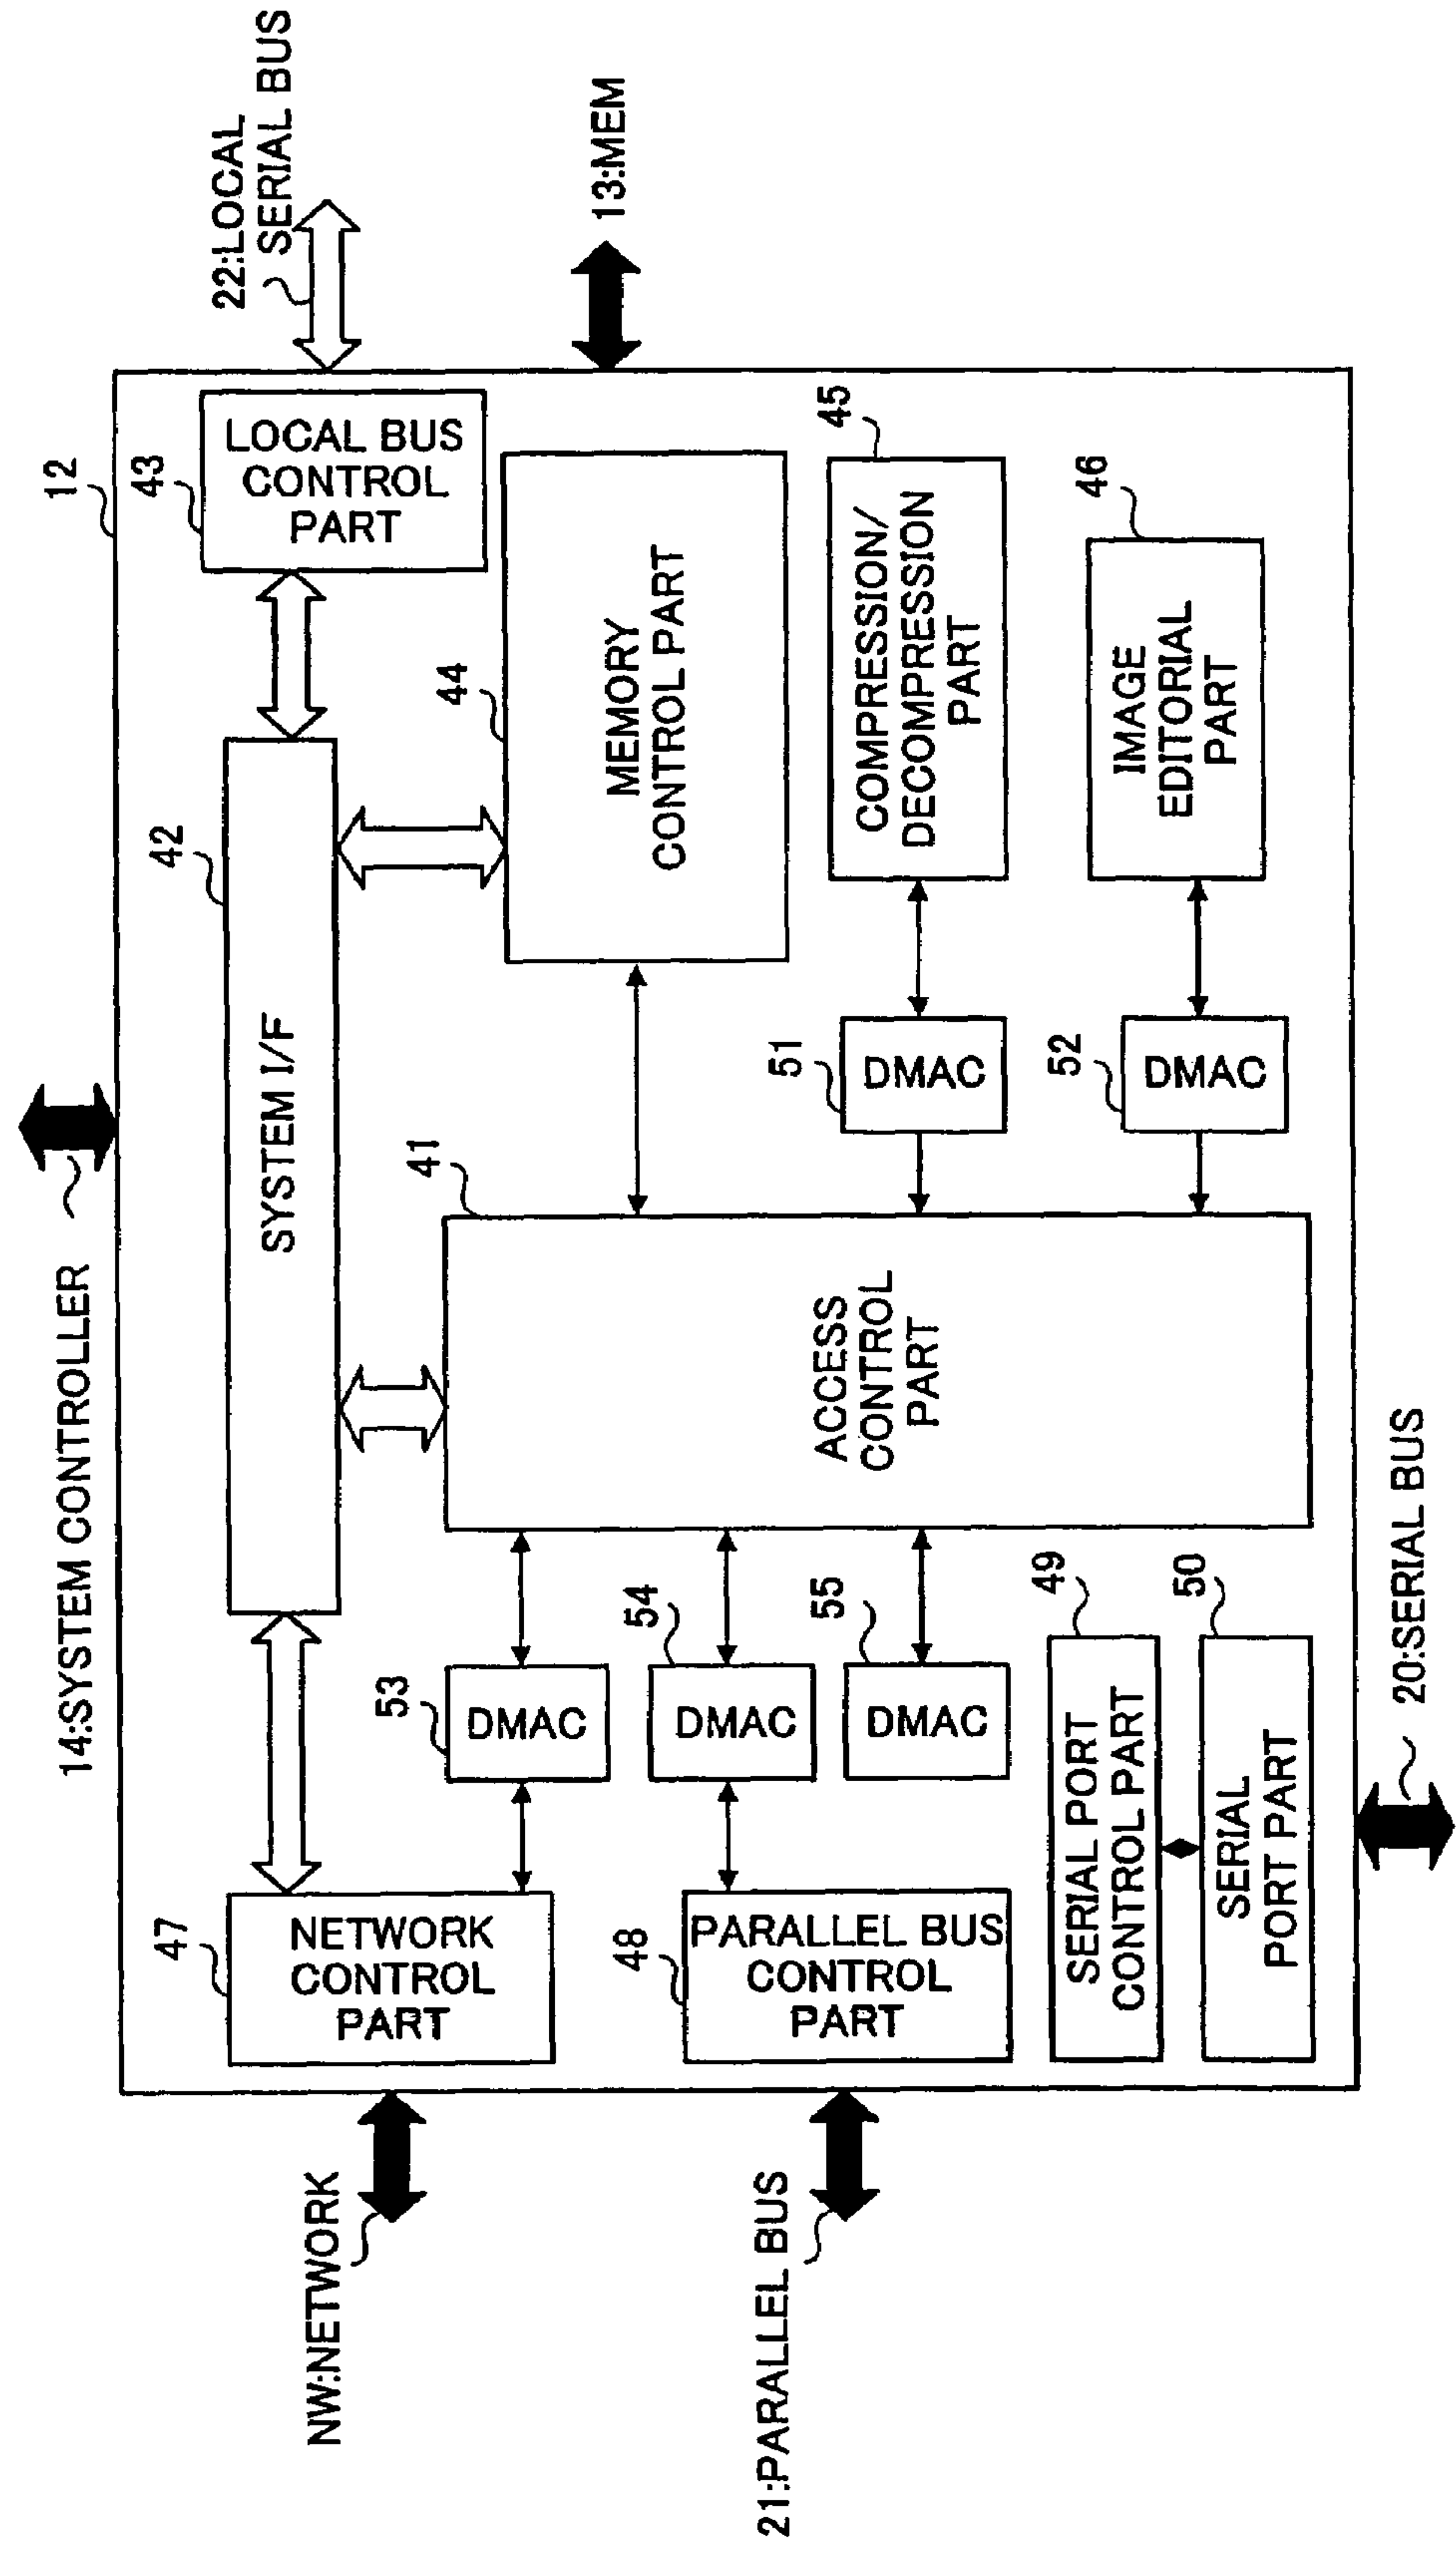 14:SYSTEM CONTROLLER
12
22:LOCAL
SERIAL BUS
NW:NETWORK
47
NETWORK
CONTROL
PART
42
SYSTEM I/F
43
LOCAL BUS
CONTROL
PART
13:MEM
53
DMAC
41
ACCESS
CONTROL
PART
44
MEMORY
CONTROL PART
21:PARALLEL BUS
48
PARALLEL BUS
CONTROL
PART
54
DMAC
55
DMAC
51
DMAC
45
COMPRESSION/
DECOMPRESSION
PART
49
SERIAL PORT
CONTROL PART
50
SERIAL
PORT PART
52
DMAC
46
IMAGE
EDITORIAL
PART
20:SERIAL BUS